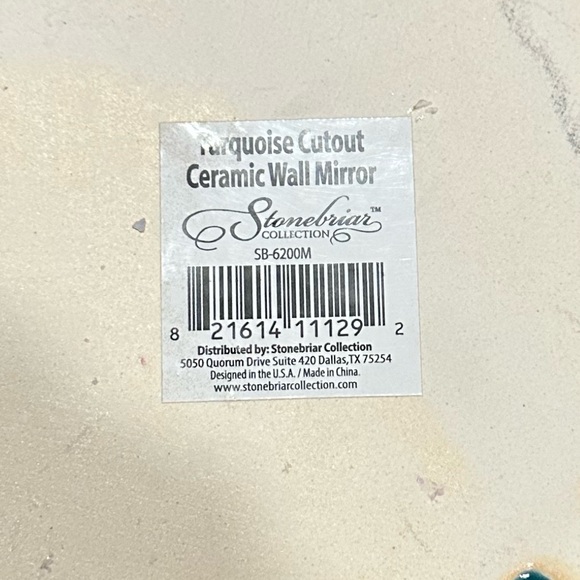 Turquoise Cutout
Ceramic Wall Mirror
Stonebriar™
COLLECTION
SB-6200M
8 21614 11129 2
Distributed by: Stonebriar Collection
5050 Quorum Drive Suite 420 Dallas,TX 75254
Designed in the U.S.A. / Made in China.
www.stonebriarcollection.com